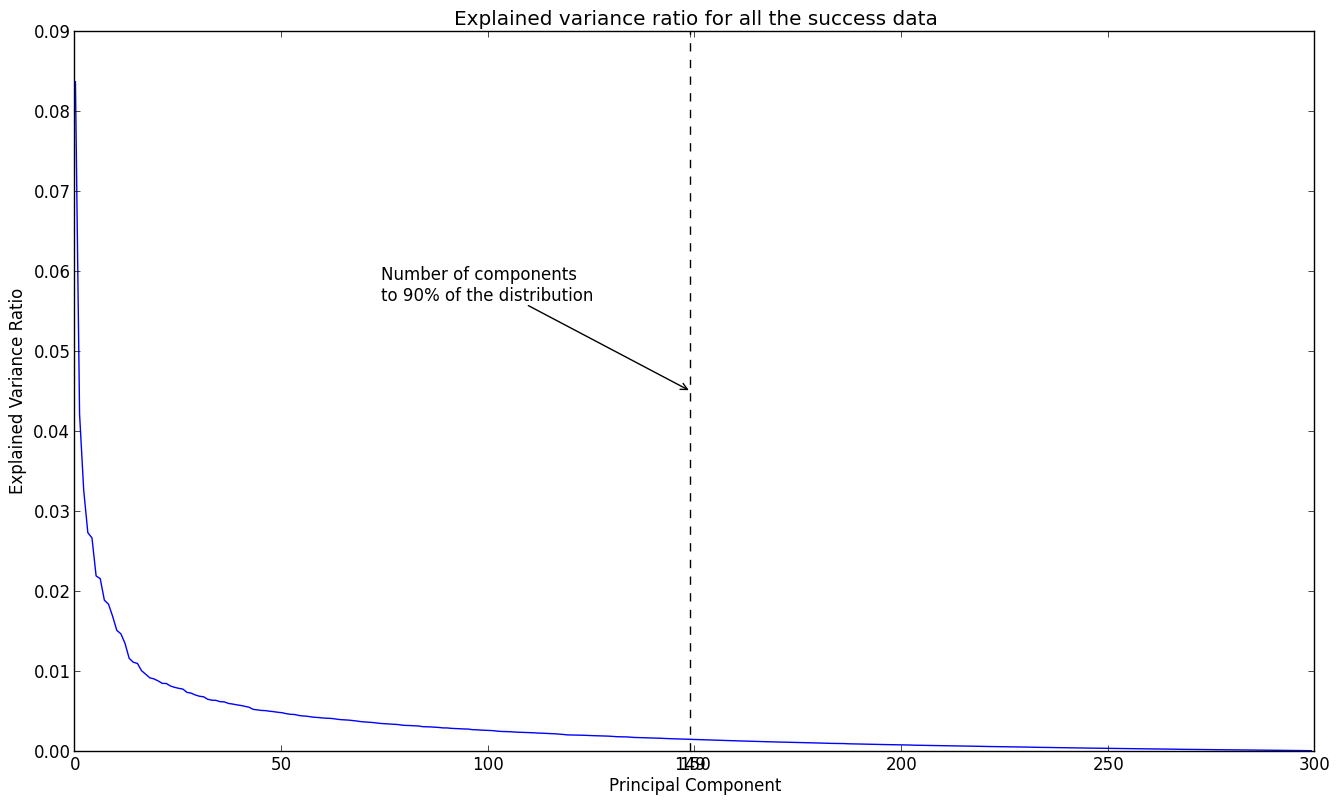 Explained variance ratio for all the success data
0.09
0.08
0.07
0.06
0.05
0.04
0.03
0.02
0.01
0.00
Explained Variance Ratio
Number of components
to 90% of the distribution
0 50 100 149 150 200 250 300
Principal Component